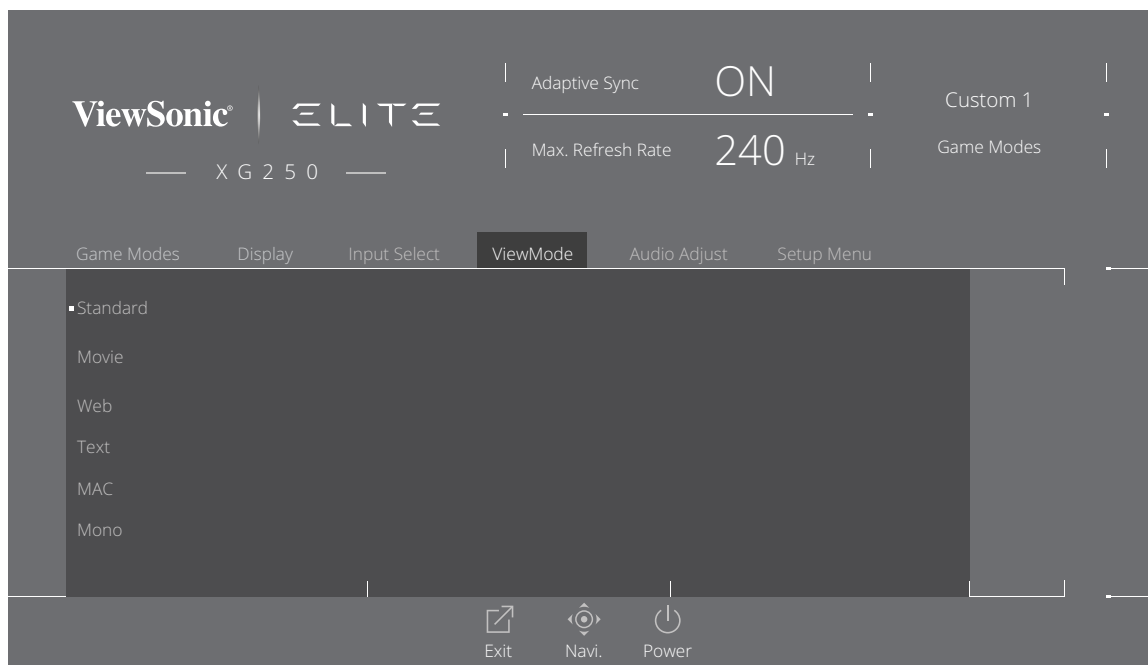 ViewSonic® ELITE
XG250
Adaptive Sync ON
Max. Refresh Rate 240 Hz
Custom 1
Game Modes
Game Modes Display Input Select ViewMode Audio Adjust Setup Menu
Standard
Movie
Web
Text
MAC
Mono
Exit Navi. Power